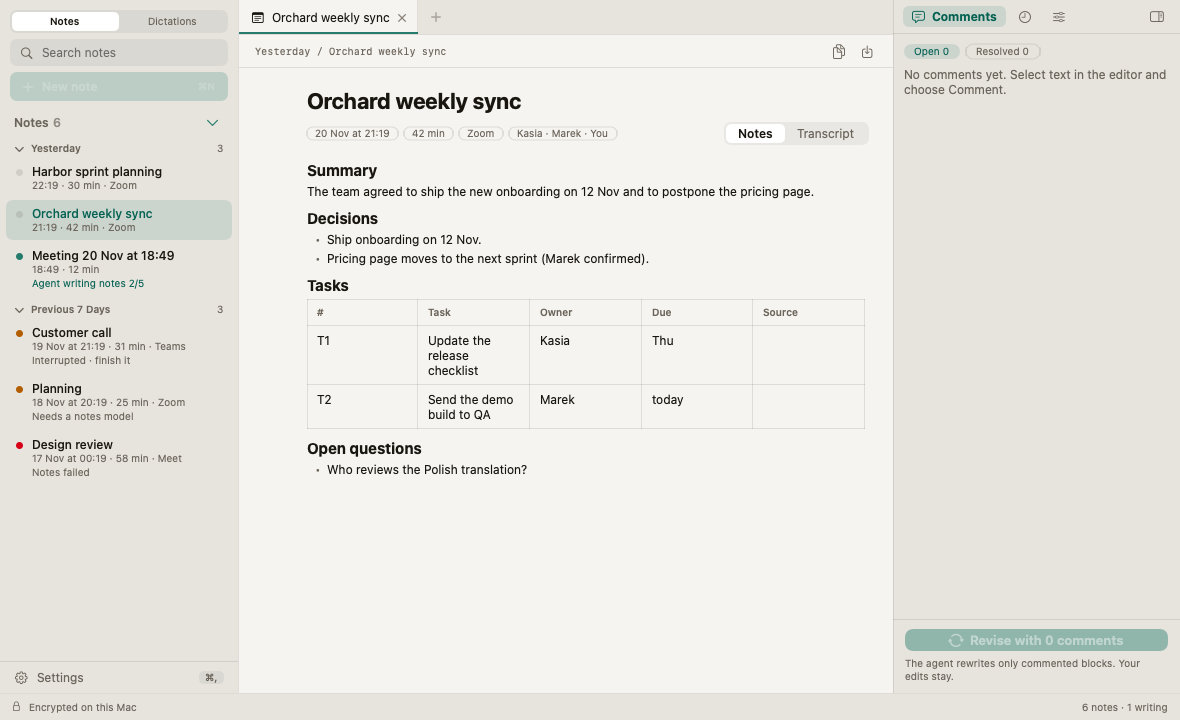 Notes
Dictations
Search notes
New note ⌘N
Notes 6
Yesterday 3
Harbor sprint planning
22:19 · 30 min · Zoom
Orchard weekly sync
21:19 · 42 min · Zoom
Meeting 20 Nov at 18:49
18:49 · 12 min
Agent writing notes 2/5
Previous 7 Days 3
Customer call
19 Nov at 21:19 · 31 min · Teams
Interrupted · finish it
Planning
18 Nov at 20:19 · 25 min · Zoom
Needs a notes model
Design review
17 Nov at 00:19 · 58 min · Meet
Notes failed
Settings ⌘,
Encrypted on this Mac
Orchard weekly sync
Yesterday / Orchard weekly sync
Orchard weekly sync
20 Nov at 21:19 42 min Zoom Kasia · Marek · You
Notes Transcript
Summary
The team agreed to ship the new onboarding on 12 Nov and to postpone the pricing page.
Decisions
• Ship onboarding on 12 Nov.
• Pricing page moves to the next sprint (Marek confirmed).
Tasks
# Task Owner Due Source
T1 Update the release checklist Kasia Thu
T2 Send the demo build to QA Marek today
Open questions
• Who reviews the Polish translation?
Comments
Open 0 Resolved 0
No comments yet. Select text in the editor and
choose Comment.
Revise with 0 comments
The agent rewrites only commented blocks. Your
edits stay.
6 notes · 1 writing